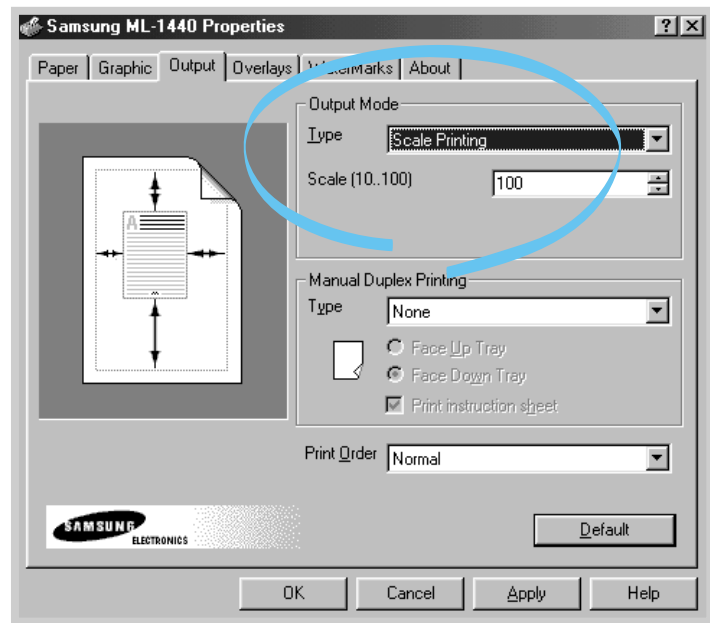 Samsung ML-1440 Properties
Paper Graphic Output Overlays WaterMarks About
Output Mode
Type Scale Printing
Scale (10..100) 100
A
Manual Duplex Printing
Type None
Face Up Tray
Face Down Tray
Print instruction sheet
Print Order Normal
SAMSUNG
ELECTRONICS
Default
OK Cancel Apply Help